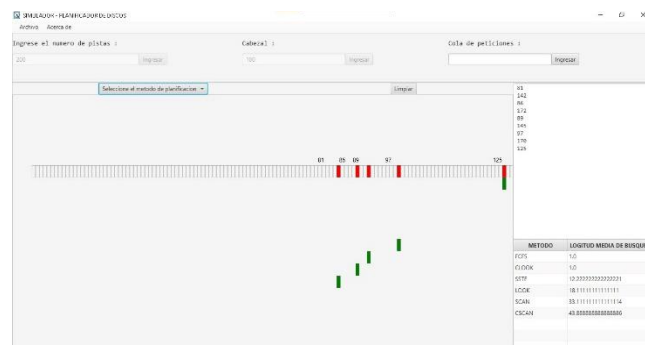 SIMULADOR - PLANIFICADOR DE DISCOS
Archivo Acerca de
Ingrese el numero de pistas :
Cabezal :
Cola de peticiones :
200
Ingresar
100
Ingresar
Ingresar
Seleccione el metodo de planificacion
Limpiar
81
142
86
172
89
145
97
170
125
81 85 89 97 125
METODO LOGITUD MEDIA DE BUSQUE
FCFS 1.0
CLOOK 1.0
SSTF 12.222222222222221
LOOK 18.11111111111111
SCAN 33.111111111111114
CSCAN 43.888888888888886